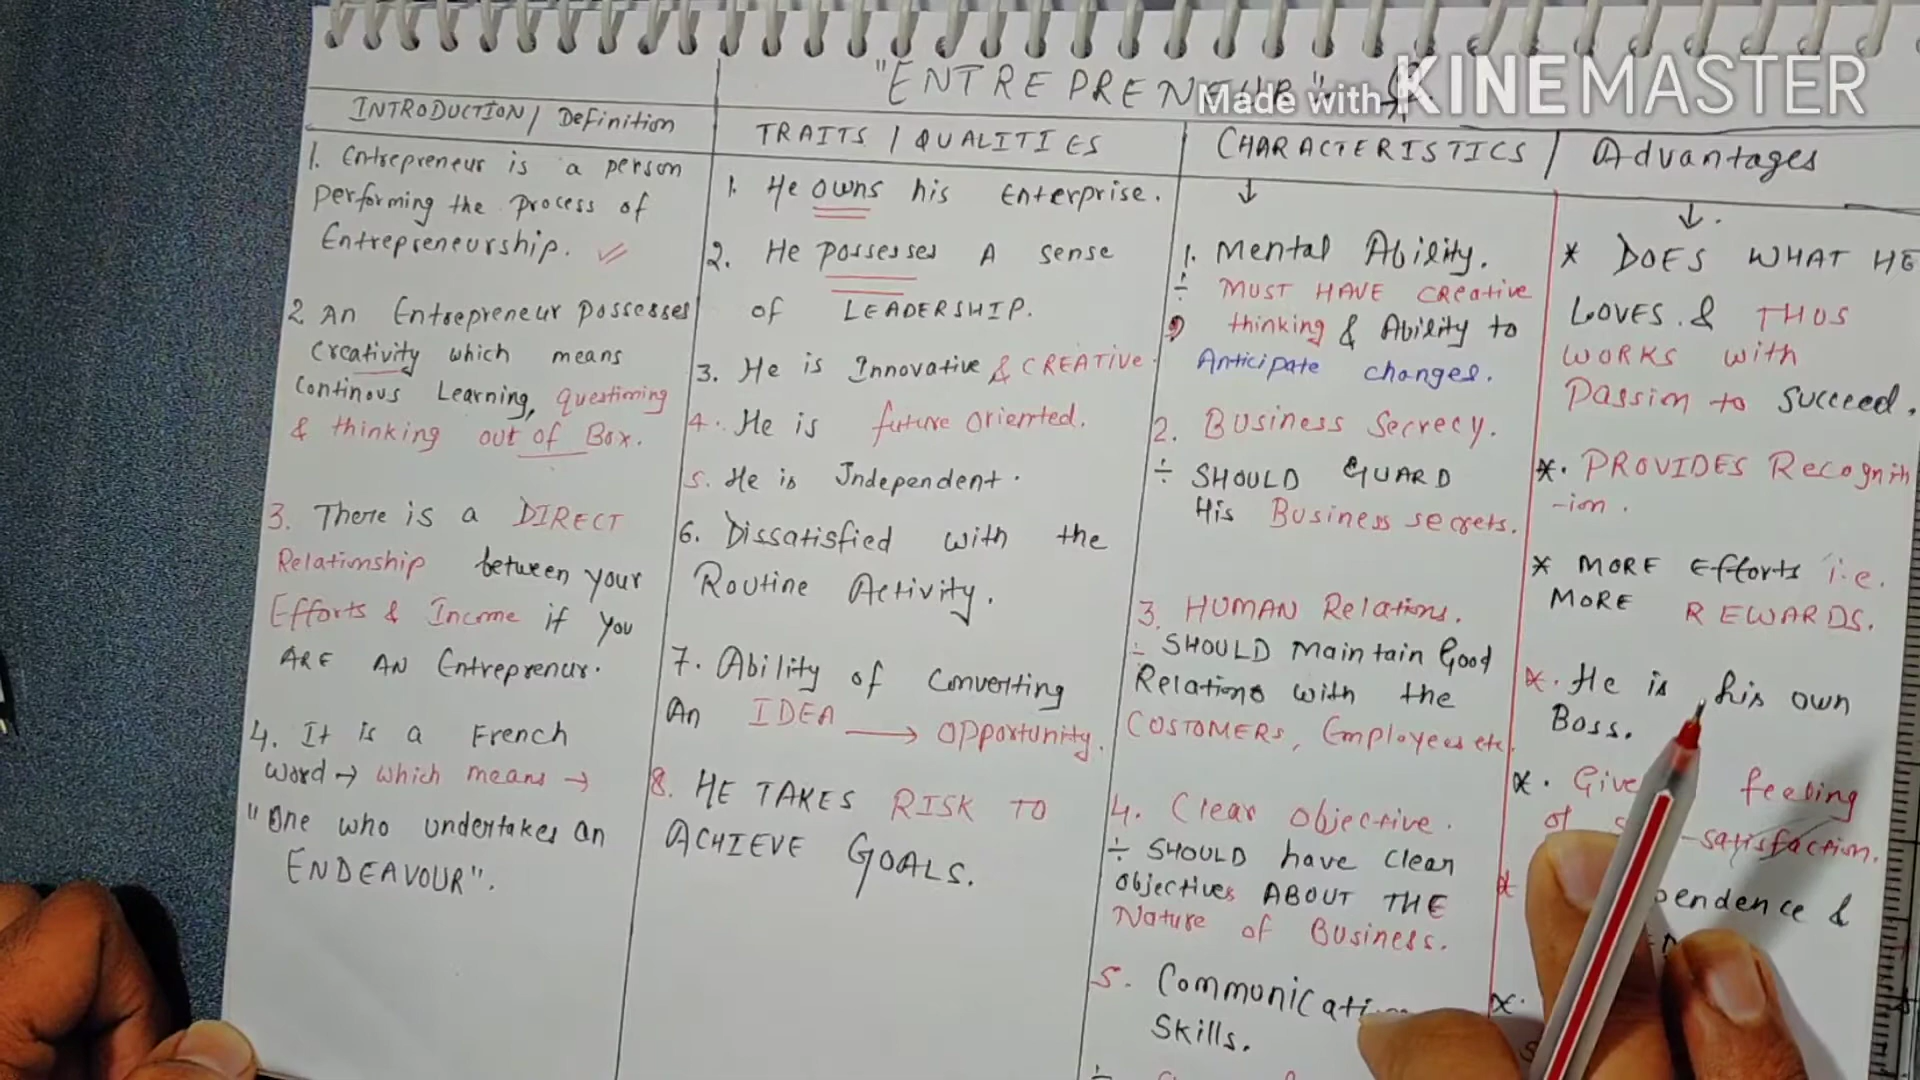 "ENTREPRENEUR"
Made with KINEMASTER
INTRODUCTION / Definition
1. Entrepreneur is a person
performing the process of
Entrepreneurship.
2 An Entrepreneur possesses
creativity which means
continous Learning, questioning
& thinking out of Box.
3. There is a DIRECT
Relationship between your
Efforts & Income if you
ARE AN Entreprenur.
4. It is a French
word → which means →
"One who undertakes an
ENDEAVOUR".
TRAITS / QUALITIES
1. He owns his Enterprise.
2. He possesses A sense
of LEADERSHIP.
3. He is Innovative & CREATIVE.
4. He is future oriented.
5. He is Independent.
6. Dissatisfied with the
Routine Activity.
7. Ability of converting
An IDEA → opportunity.
8. HE TAKES RISK TO
ACHIEVE GOALS.
CHARACTERISTICS /
↓
1. Mental Ability.
÷ MUST HAVE creative
thinking & Ability to
Anticipate changes.
2. Business Secrecy.
÷ SHOULD GUARD
His Business secrets.
3. HUMAN Relations.
÷ SHOULD Maintain Good
Relations with the
CUSTOMERS, Employees etc.
4. Clear objective.
÷ SHOULD have clear
objectives ABOUT THE
Nature of Business.
5. Communicati
Skills.
Advantages
↓.
* DOES WHAT HE
LOVES & THUS
WORKS with
Passion to succeed.
*. PROVIDES Recognit
-ion.
* MORE Efforts i.e.
MORE REWARDS.
*. He is his own
Boss.
*. Give feeling
of -satisfaction.
pendence &